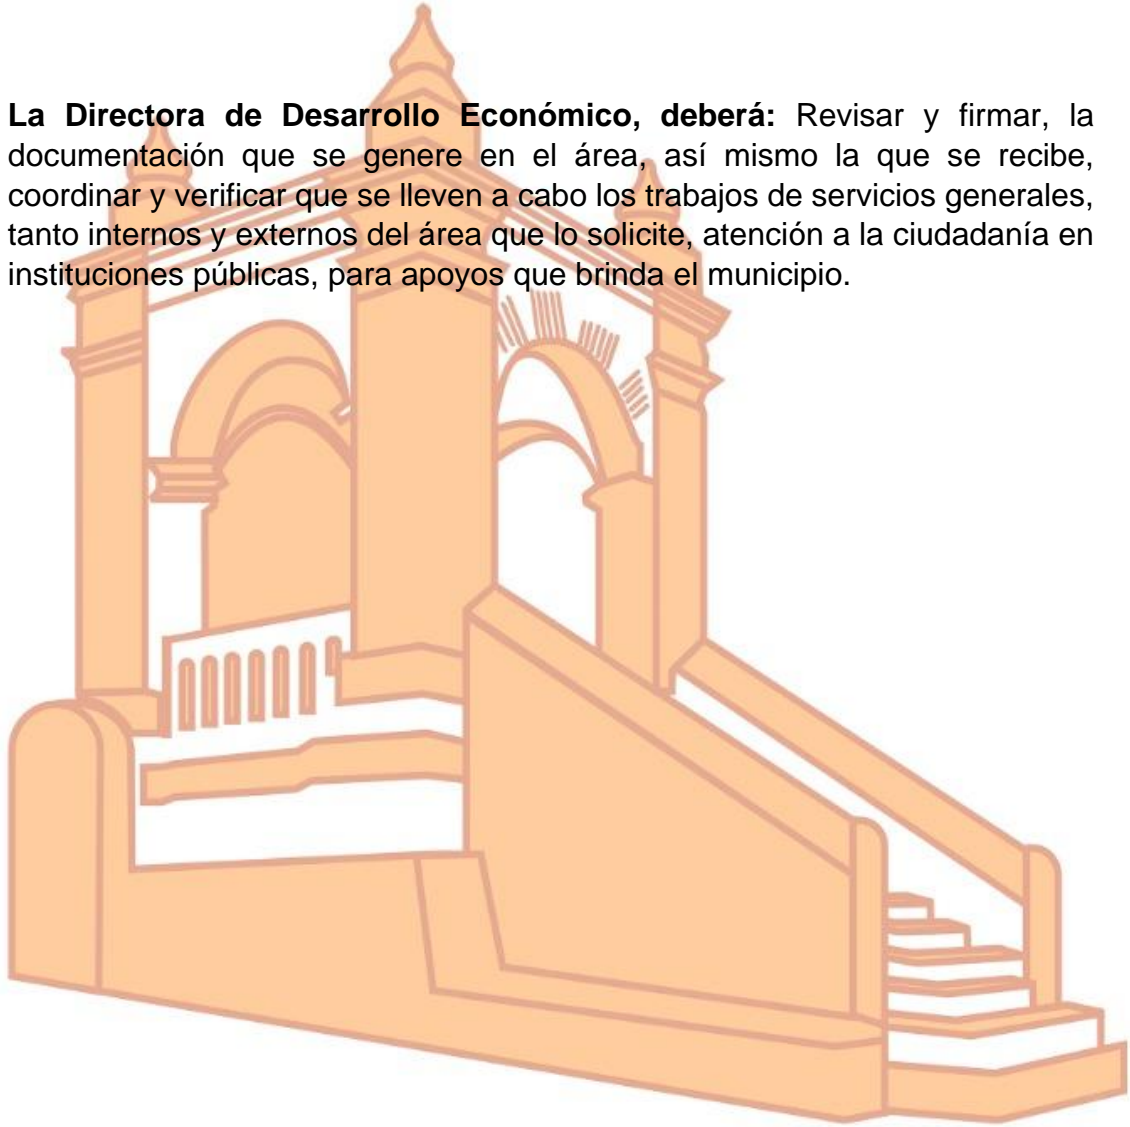 La Directora de Desarrollo Económico, deberá: Revisar y firmar, la
documentación que se genere en el área, así mismo la que se recibe,
coordinar y verificar que se lleven a cabo los trabajos de servicios generales,
tanto internos y externos del área que lo solicite, atención a la ciudadanía en
instituciones públicas, para apoyos que brinda el municipio.